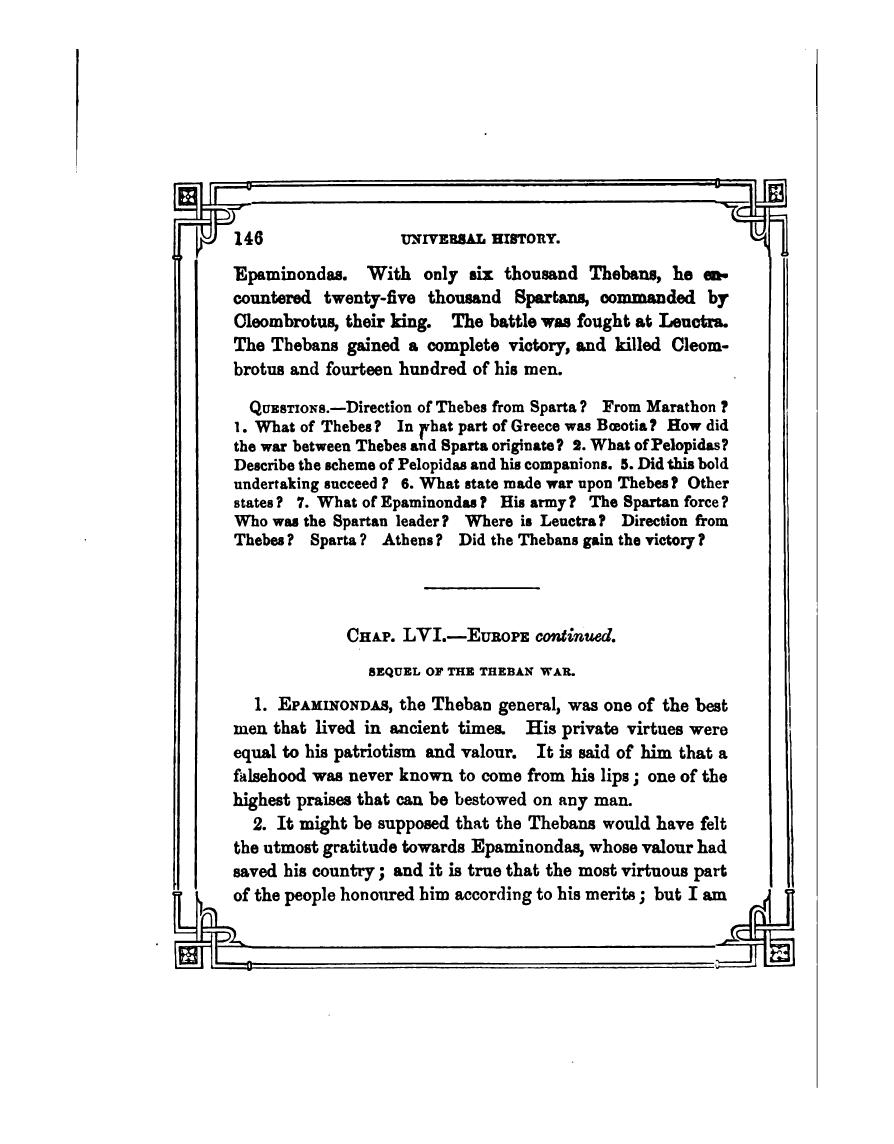 146 UNIVERSAL HISTORY.
Epaminondas. With only six thousand Thebans, he en-
countered twenty-five thousand Spartans, commanded by
Cleombrotus, their king. The battle was fought at Leuctra.
The Thebans gained a complete victory, and killed Cleom-
brotus and fourteen hundred of his men.
QUESTIONS.—Direction of Thebes from Sparta? From Marathon?
1. What of Thebes? In what part of Greece was Bœotia? How did
the war between Thebes and Sparta originate? 2. What of Pelopidas?
Describe the scheme of Pelopidas and his companions. 5. Did this bold
undertaking succeed? 6. What state made war upon Thebes? Other
states? 7. What of Epaminondas? His army? The Spartan force?
Who was the Spartan leader? Where is Leuctra? Direction from
Thebes? Sparta? Athens? Did the Thebans gain the victory?
CHAP. LVI.—EUROPE continued.
SEQUEL OF THE THEBAN WAR.
1. EPAMINONDAS, the Theban general, was one of the best
men that lived in ancient times. His private virtues were
equal to his patriotism and valour. It is said of him that a
falsehood was never known to come from his lips; one of the
highest praises that can be bestowed on any man.
2. It might be supposed that the Thebans would have felt
the utmost gratitude towards Epaminondas, whose valour had
saved his country; and it is true that the most virtuous part
of the people honoured him according to his merits; but I am